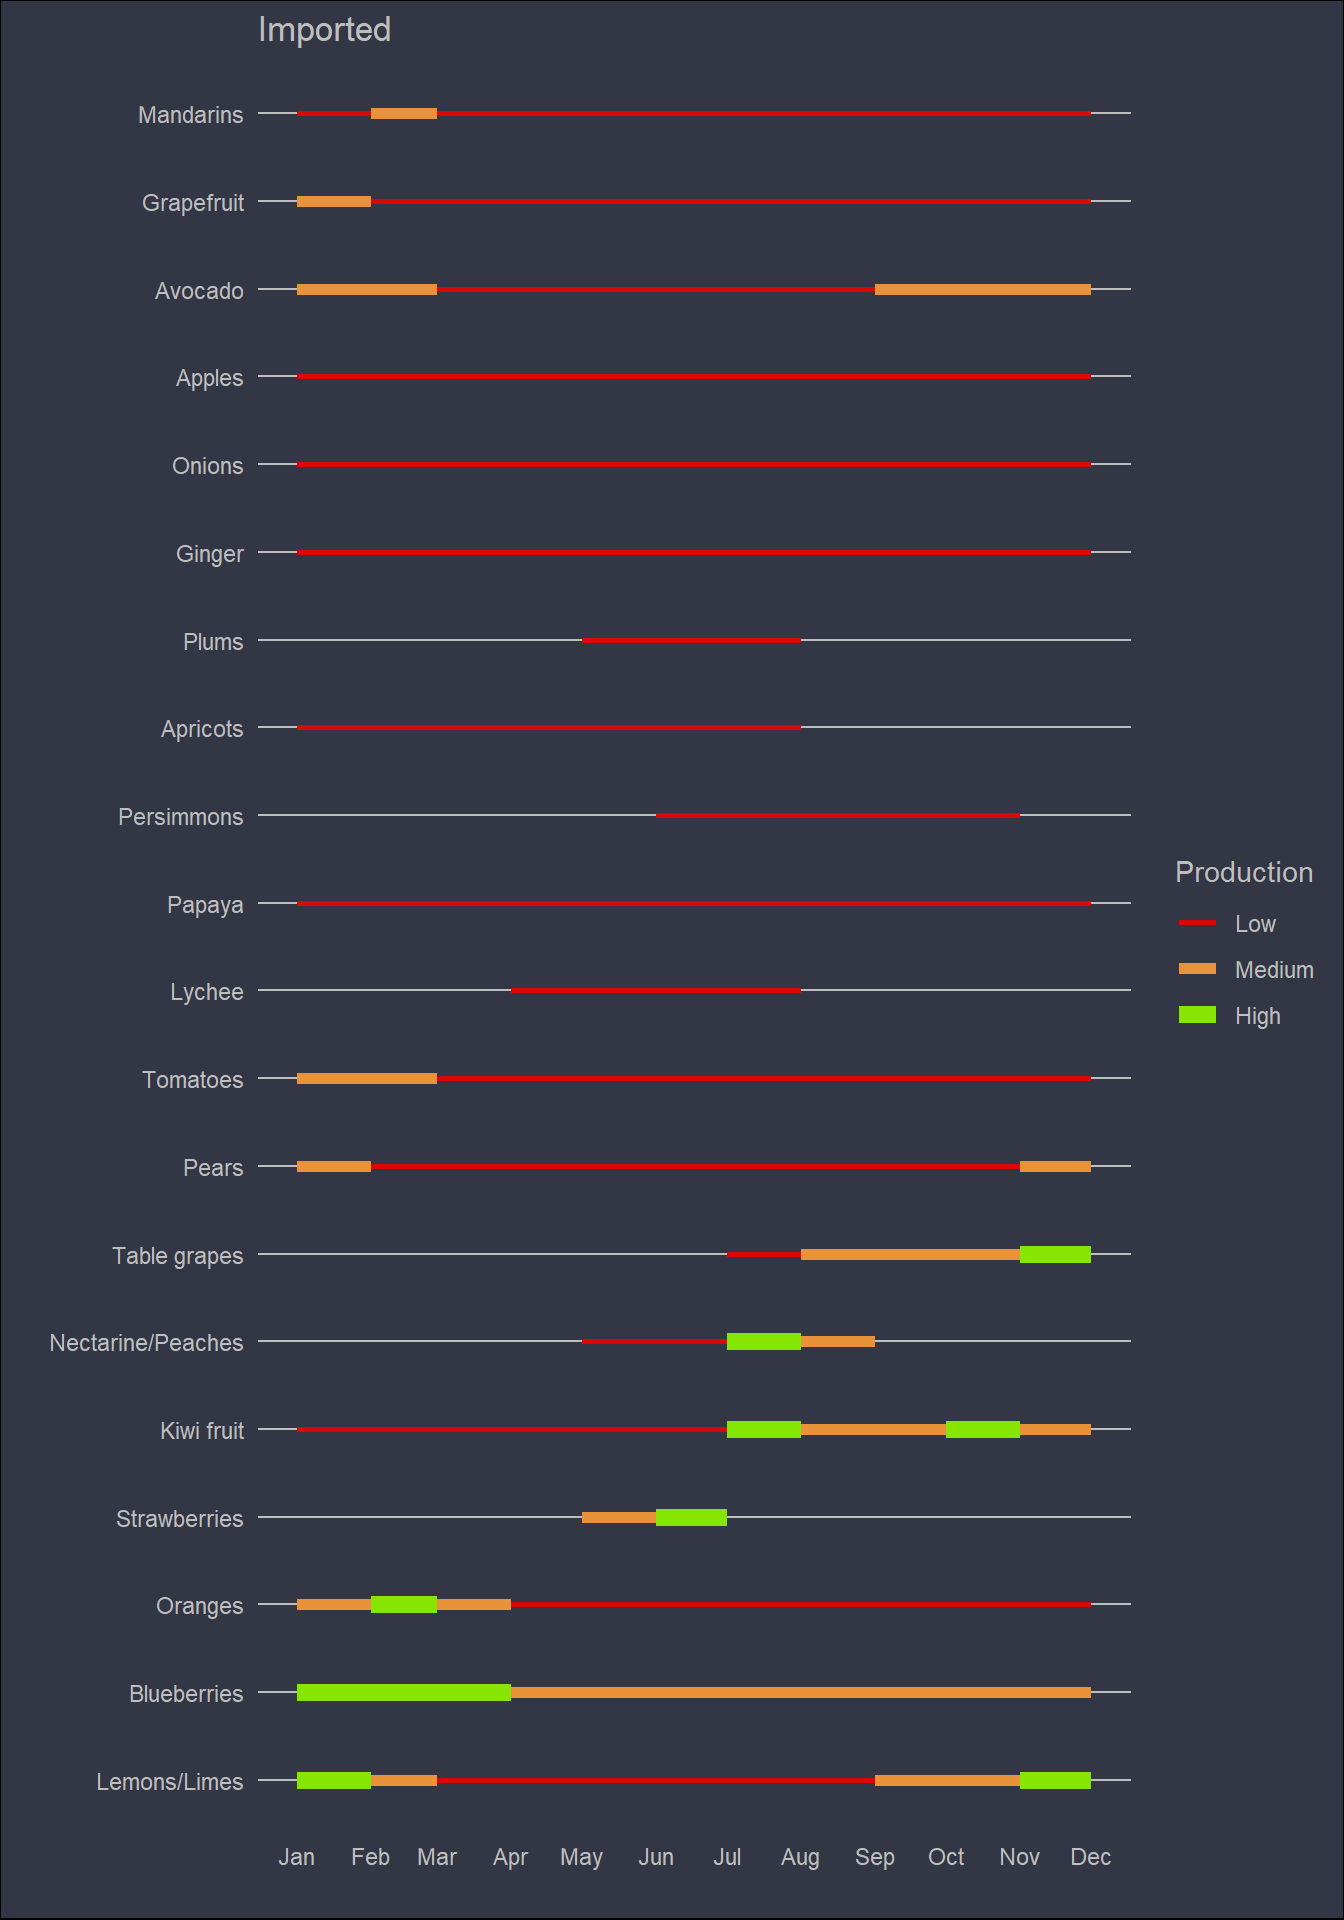 Imported
Mandarins
Grapefruit
Avocado
Apples
Onions
Ginger
Plums
Apricots
Persimmons
Papaya
Lychee
Tomatoes
Pears
Table grapes
Nectarine/Peaches
Kiwi fruit
Strawberries
Oranges
Blueberries
Lemons/Limes
Jan Feb Mar Apr May Jun Jul Aug Sep Oct Nov Dec
Production
Low
Medium
High